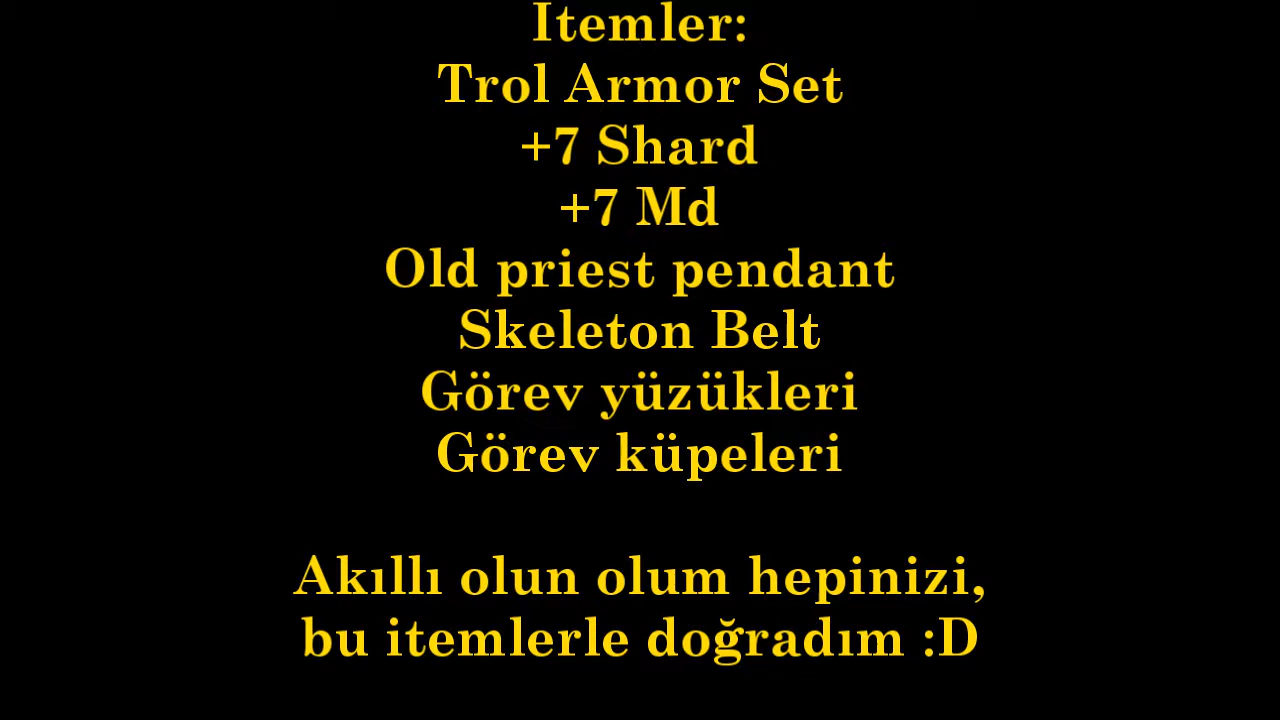 Itemler:
Trol Armor Set
+7 Shard
+7 Md
Old priest pendant
Skeleton Belt
Görev yüzükleri
Görev küpeleri
Akıllı olun olum hepinizi,
bu itemlerle doğradım :D